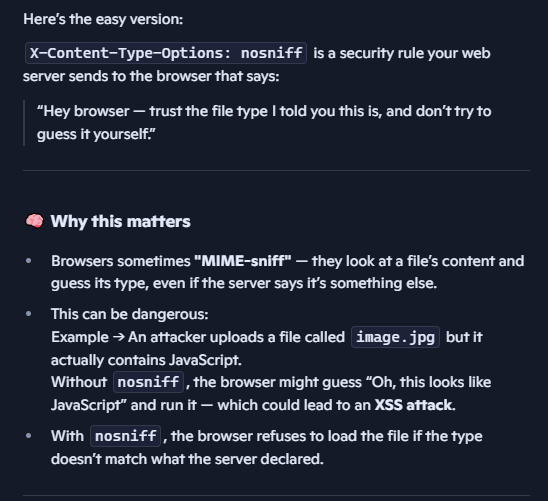 Here's the easy version:
X-Content-Type-Options: nosniff is a security rule your web
server sends to the browser that says:
“Hey browser — trust the file type I told you this is, and don’t try to
guess it yourself.”
🧠 Why this matters
• Browsers sometimes "MIME-sniff" — they look at a file’s content and
guess its type, even if the server says it’s something else.
• This can be dangerous:
Example → An attacker uploads a file called image.jpg but it
actually contains JavaScript.
Without nosniff, the browser might guess “Oh, this looks like
JavaScript” and run it — which could lead to an XSS attack.
• With nosniff, the browser refuses to load the file if the type
doesn’t match what the server declared.